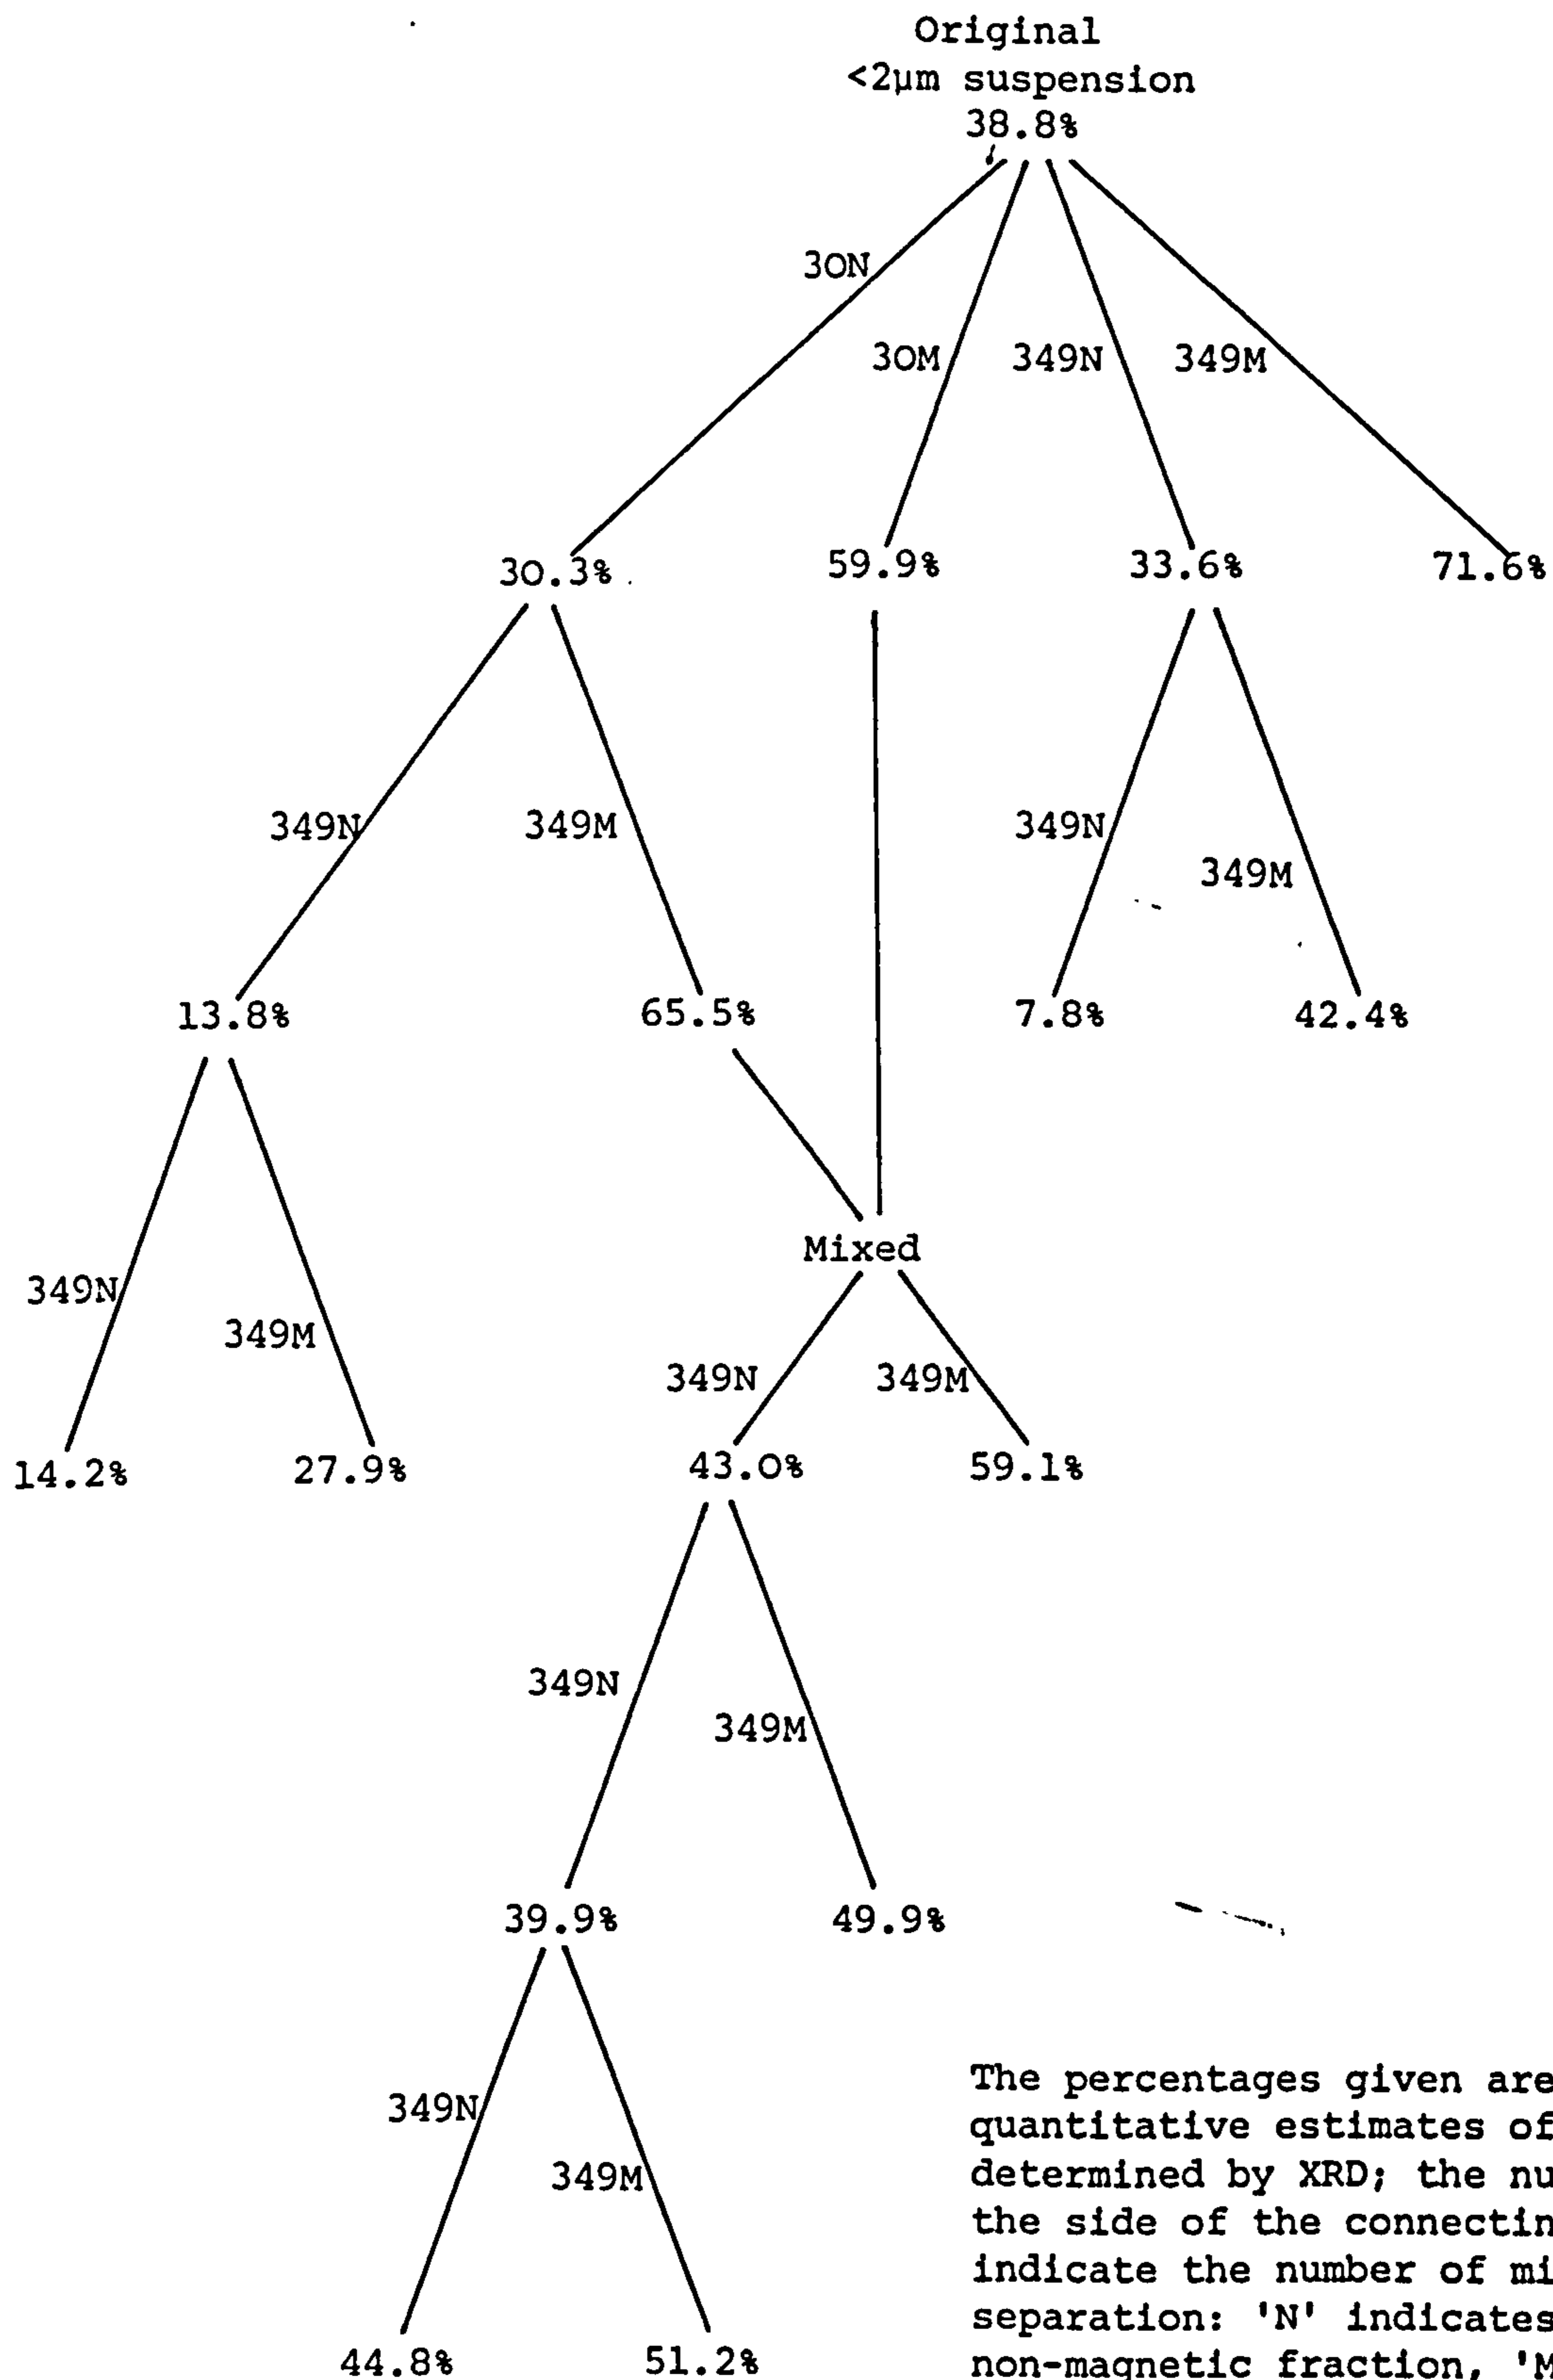 Original
<2µm suspension
38.8%
30N
30M 349N 349M
30.3% 59.9% 33.6% 71.6%
349N 349M 349N
349M
13.8% 65.5% 7.8% 42.4%
Mixed
349N
349M
349N 349M
14.2% 27.9% 43.0% 59.1%
349N
349M
39.9% 49.9%
349N
349M
44.8% 51.2%
The percentages given are
quantitative estimates of
determined by XRD; the
the side of the
indicate the number of
separation: 'N' indicates
non-magnetic fraction, 'M